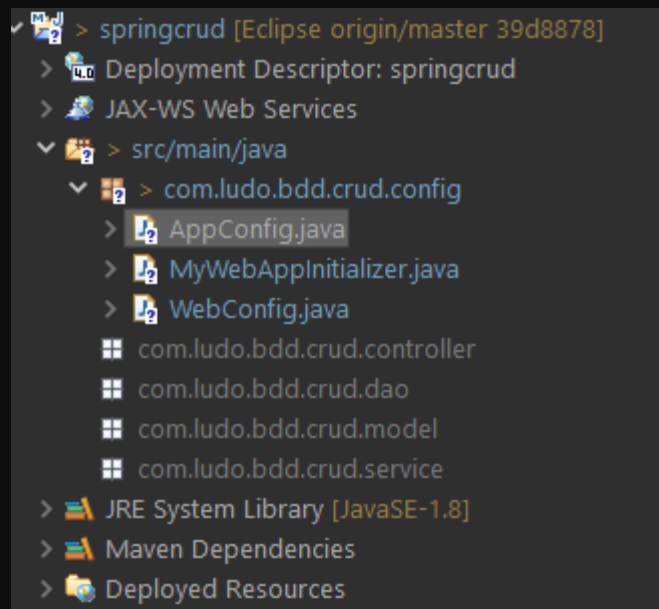 > springcrud [Eclipse origin/master 39d8878]
> Deployment Descriptor: springcrud
> JAX-WS Web Services
> src/main/java
> com.ludo.bdd.crud.config
> AppConfig.java
> MyWebAppInitializer.java
> WebConfig.java
com.ludo.bdd.crud.controller
com.ludo.bdd.crud.dao
com.ludo.bdd.crud.model
com.ludo.bdd.crud.service
> JRE System Library [JavaSE-1.8]
> Maven Dependencies
> Deployed Resources